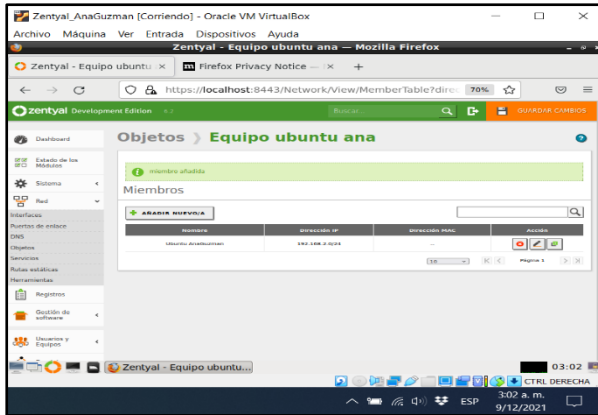 Zentyal_AnaGuzman [Corriendo] - Oracle VM VirtualBox
Archivo Máquina Ver Entrada Dispositivos Ayuda
Zentyal - Equipo ubuntu ana — Mozilla Firefox
Zentyal - Equipo ubuntu
Firefox Privacy Notice —
https://localhost:8443/Network/View/MemberTable?direc
70%
zentyal Development Edition
Buscar...
GUARDAR CAMBIOS
Dashboard
Objetos
Equipo ubuntu ana
Estado de los
Módulos
miembro añadida
Sistema
Miembros
Red
AÑADIR NUEVO/A
Interfaces
Puertas de enlace
Nombre
Dirección IP
Dirección MAC
Acción
DNS
Objetos
Ubuntu AnaGuzman
192.168.2.0/24
--
Servicios
10
Página 1
Rutas estáticas
Herramientas
Registros
Gestión de
software
Usuarios y
Equipos
Zentyal - Equipo ubuntu...
03:02
CTRL DERECHA
ESP
3:02 a. m.
9/12/2021